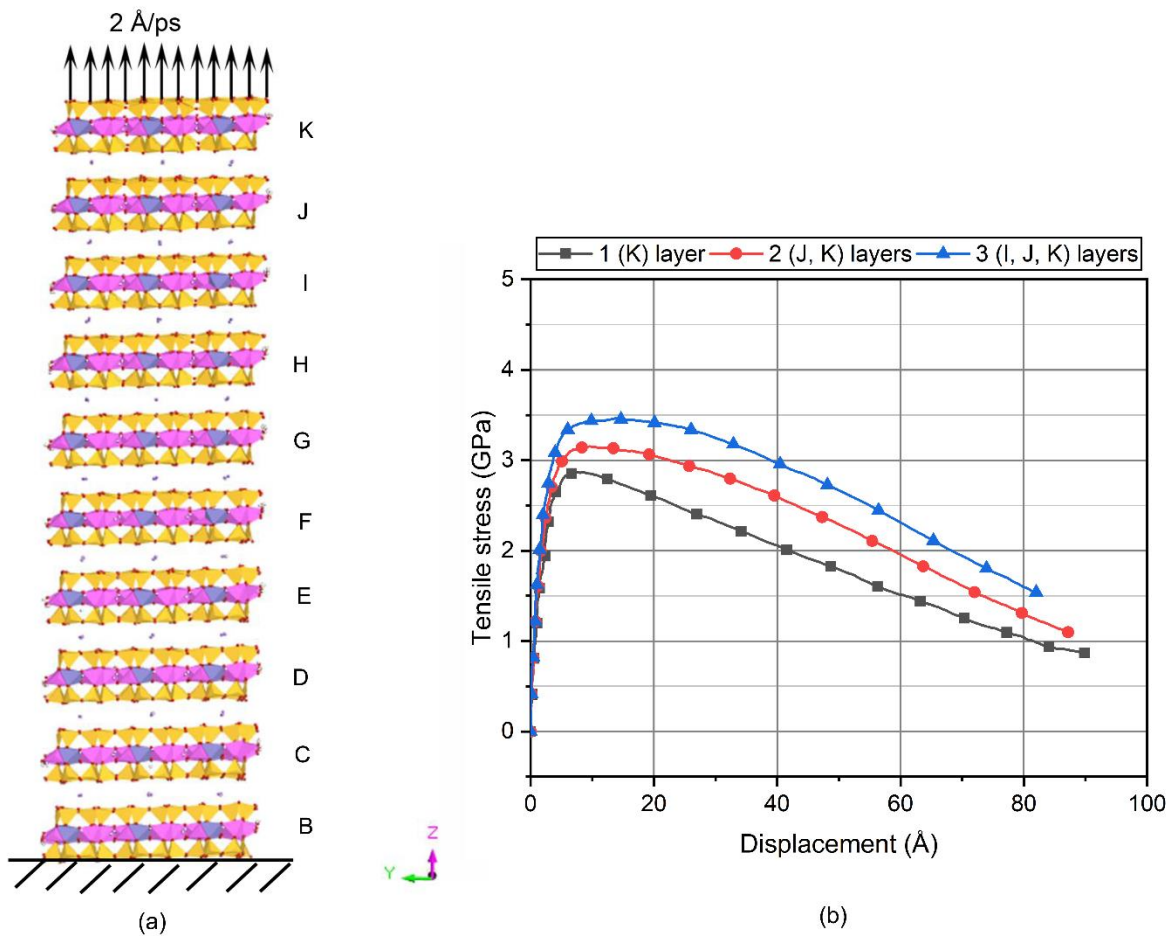 2 Å/ps
K
J
I
H
G
F
E
D
C
B
Z
Y
(a)
1 (K) layer 2 (J, K) layers 3 (I, J, K) layers
5
4
3
2
1
0
Tensile stress (GPa)
0 20 40 60 80 100
Displacement (Å)
(b)